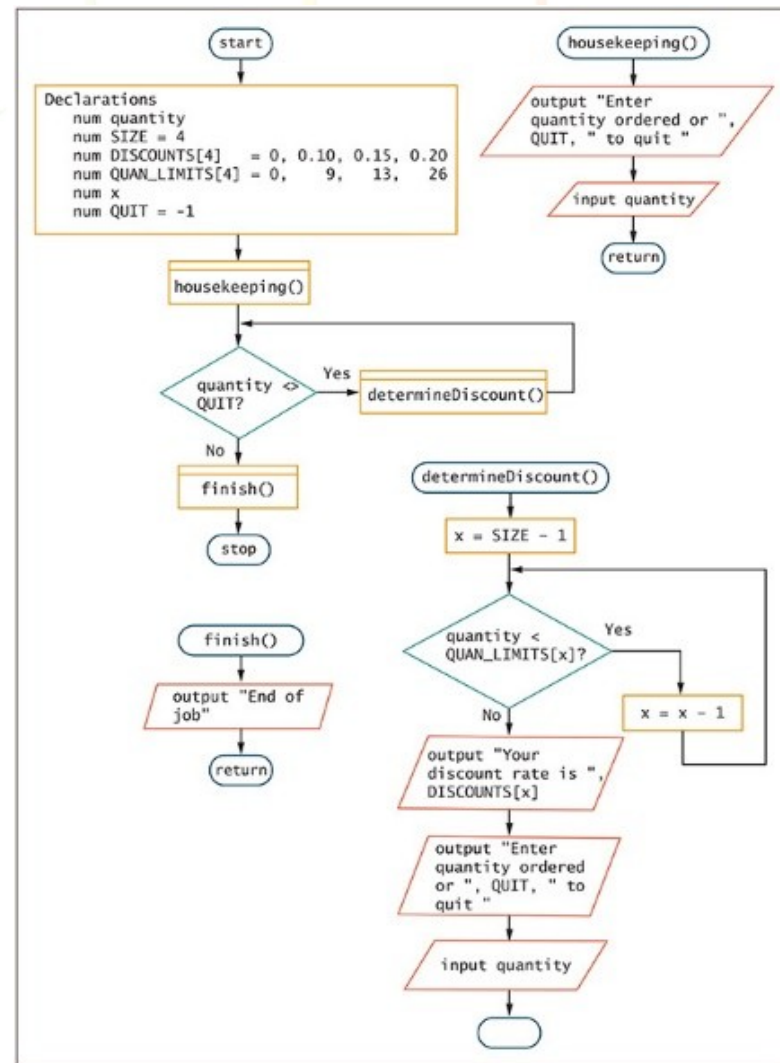 start
Declarations
num quantity
num SIZE = 4
num DISCOUNTS[4] = 0, 0.10, 0.15, 0.20
num QUAN_LIMITS[4] = 0, 9, 13, 26
num x
num QUIT = -1
housekeeping()
quantity <>
QUIT?
Yes
determineDiscount()
No
finish()
stop
housekeeping()
output "Enter
quantity ordered or ",
QUIT, " to quit "
input quantity
return
finish()
output "End of
job"
return
determineDiscount()
x = SIZE - 1
quantity <
QUAN_LIMITS[x]?
Yes
x = x - 1
No
output "Your
discount rate is ",
DISCOUNTS[x]
output "Enter
quantity ordered
or ", QUIT, " to
quit "
input quantity